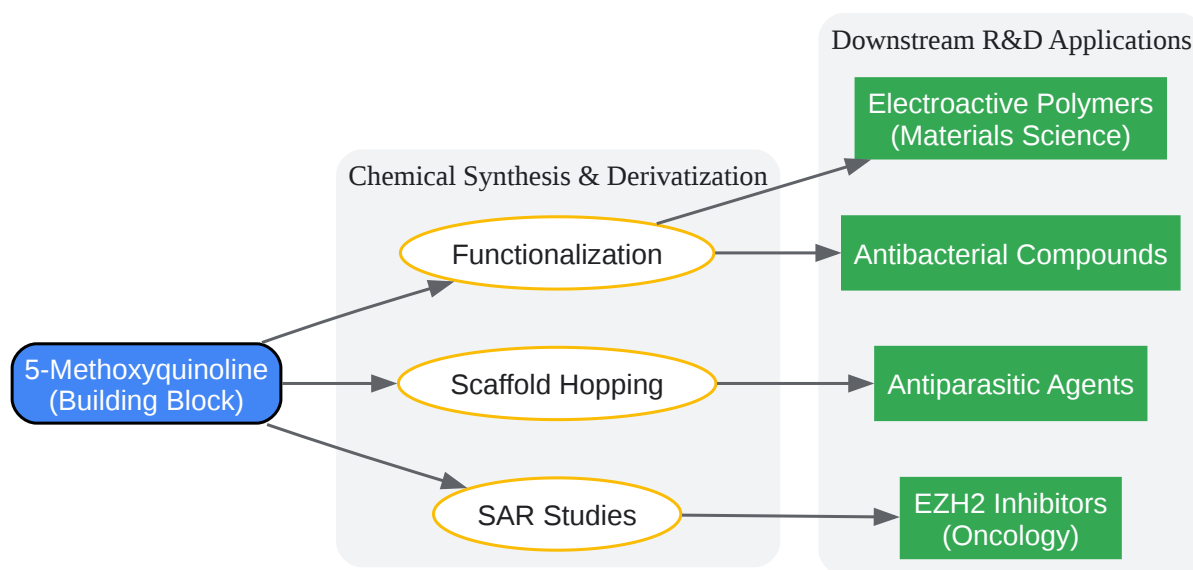 Downstream R&D Applications
Electroactive Polymers
(Materials Science)
Chemical Synthesis & Derivatization
Functionalization
Antibacterial Compounds
5-Methoxyquinoline
(Building Block)
Scaffold Hopping
Antiparasitic Agents
SAR Studies
EZH2 Inhibitors
(Oncology)